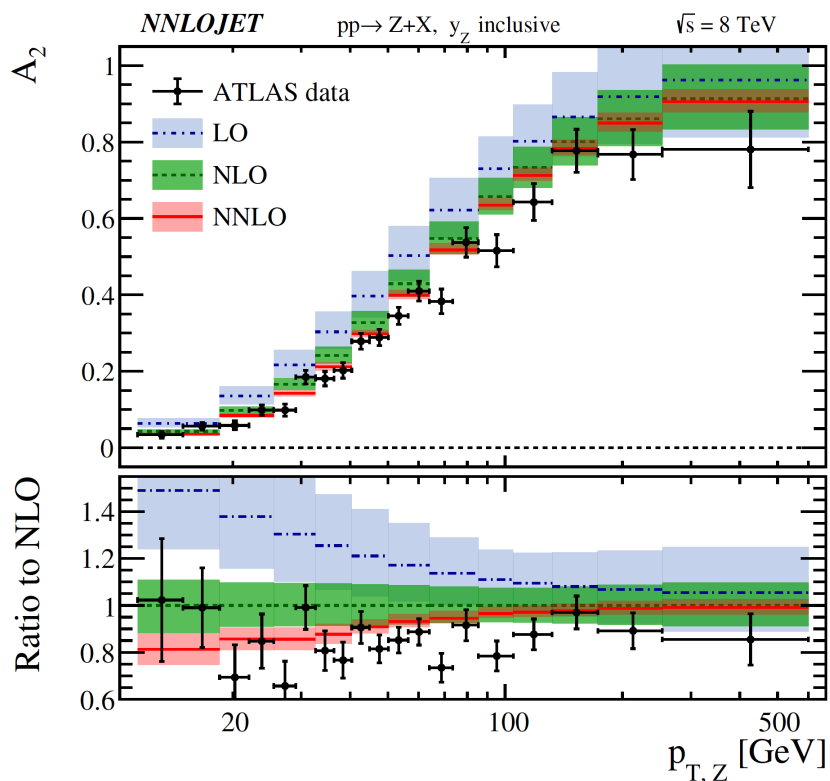 NNLOJET pp→ Z+X, y_Z inclusive √s = 8 TeV
A_2
1
0.8
0.6
0.4
0.2
0
ATLAS data
LO
NLO
NNLO
Ratio to NLO
1.4
1.2
1.0
0.8
0.6
20 100 500
p_T, Z [GeV]